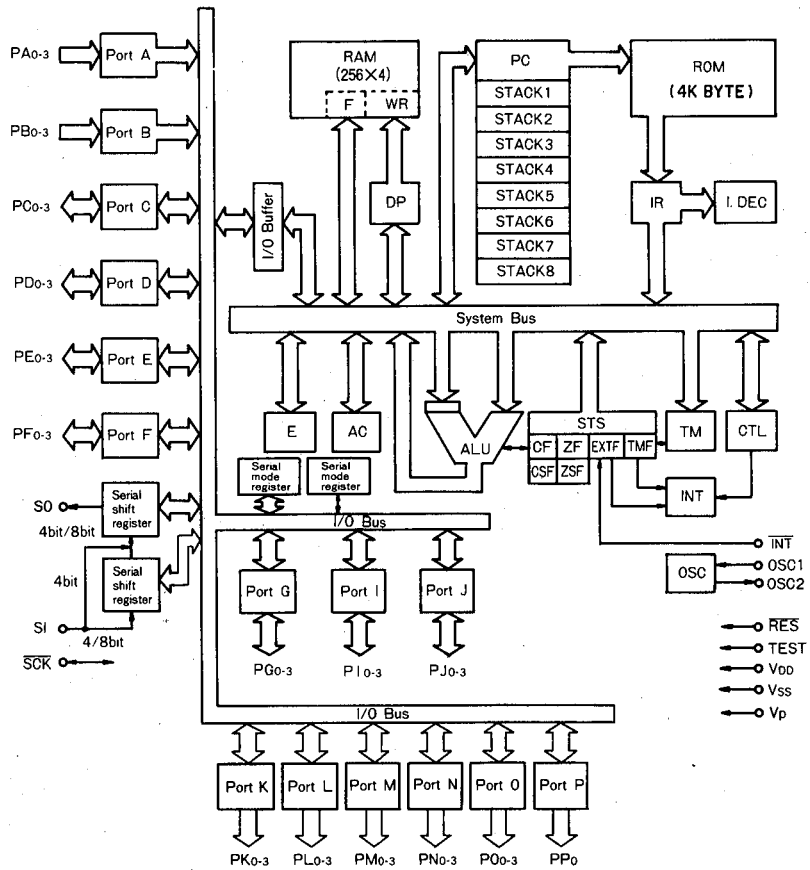 PA0-3
Port A
PB0-3
Port B
PC0-3
Port C
PD0-3
Port D
PE0-3
Port E
PF0-3
Port F
SO
Serial
shift
register
4bit/8bit
4bit
Serial
shift
register
SI
4/8bit
SCK
I/O Buffer
RAM
(256×4)
F
WR
DP
PC
STACK1
STACK2
STACK3
STACK4
STACK5
STACK6
STACK7
STACK8
ROM
(4K BYTE)
IR
I. DEC
System Bus
E
AC
ALU
STS
CF
ZF
EXTF
TMF
CSF
ZSF
TM
CTL
INT
Serial
mode
register
Serial
mode
register
I/O Bus
Port G
Port I
Port J
PG0-3
PI0-3
PJ0-3
INT
OSC
OSC1
OSC2
RES
TEST
VDD
VSS
Vp
I/O Bus
Port K
Port L
Port M
Port N
Port O
Port P
PK0-3
PL0-3
PM0-3
PN0-3
PO0-3
PP0